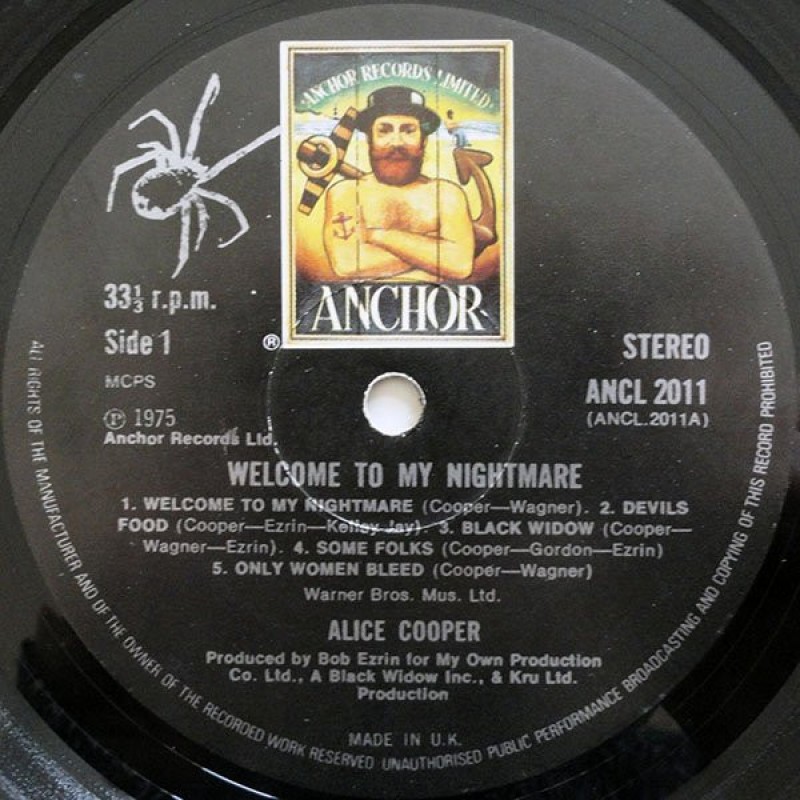 ANCHOR RECORDS LIMITED
ANCHOR
®
33⅓ r.p.m.
Side 1
MCPS
Ⓟ 1975
Anchor Records Ltd.
STEREO
ANCL 2011
(ANCL.2011A)
WELCOME TO MY NIGHTMARE
1. WELCOME TO MY NIGHTMARE (Cooper—Wagner). 2. DEVILS
FOOD (Cooper—Ezrin—Kelley Jay). 3. BLACK WIDOW (Cooper—
Wagner—Ezrin). 4. SOME FOLKS (Cooper—Gordon—Ezrin)
5. ONLY WOMEN BLEED (Cooper—Wagner)
Warner Bros. Mus. Ltd.
ALICE COOPER
Produced by Bob Ezrin for My Own Production
Co. Ltd., A Black Widow Inc., & Kru Ltd.
Production
MADE IN U.K.
ALL RIGHTS OF THE MANUFACTURER AND OF THE OWNER OF THE RECORDED WORK RESERVED UNAUTHORISED PUBLIC PERFORMANCE BROADCASTING AND COPYING OF THIS RECORD PROHIBITED